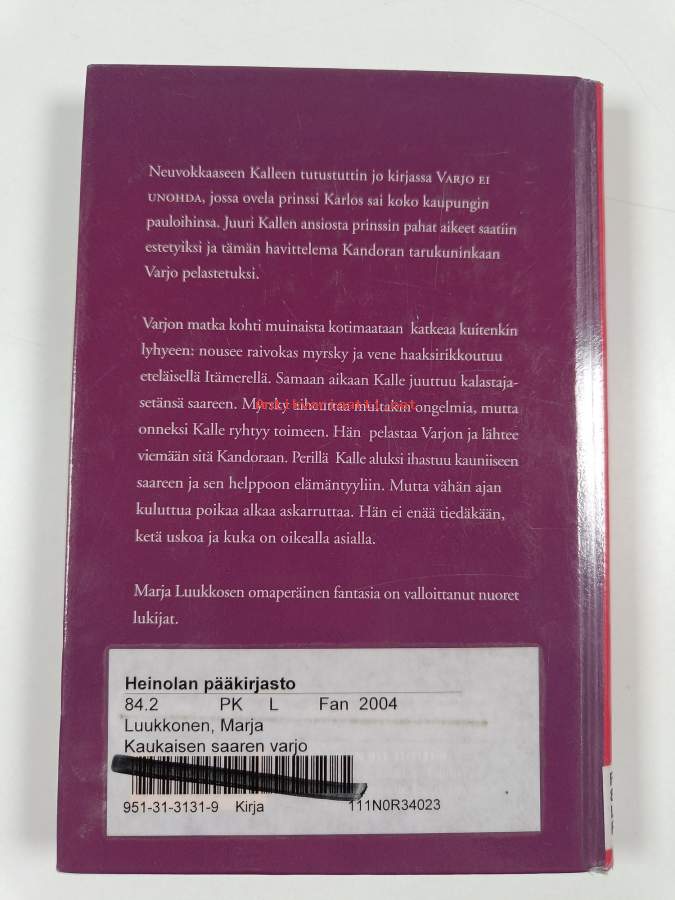 Neuvokkaaseen Kalleen tutustuttin jo kirjassa VARJO EI
UNOHDA, jossa ovela prinssi Karlos sai koko kaupungin
pauloihinsa. Juuri Kallen ansiosta prinssin pahat aikeet saatiin
estetyiksi ja tämän havittelema Kandoran tarukuninkaan
Varjo pelastetuksi.
Varjon matka kohti muinaista kotimaataan katkeaa kuitenkin
lyhyeen: nousee raivokas myrsky ja vene haaksirikkoutuu
eteläisellä Itämerellä. Samaan aikaan Kalle juuttuu kalastaja-
setänsä saareen. Myrsky aiheuttaa muitakin ongelmia, mutta
onneksi Kalle ryhtyy toimeen. Hän pelastaa Varjon ja lähtee
viemään sitä Kandoraan. Perillä Kalle aluksi ihastuu kauniiseen
saareen ja sen helppoon elämäntyyliin. Mutta vähän ajan
kuluttua poikaa alkaa askarruttaa. Hän ei enää tiedäkään,
ketä uskoa ja kuka on oikealla asialla.
Marja Luukkosen omaperäinen fantasia on valloittanut nuoret
lukijat.
Heinolan pääkirjasto
84.2 PK L Fan 2004
Luukkonen, Marja
Kaukaisen saaren varjo
951-31-3131-9 Kirja 111N0R34023